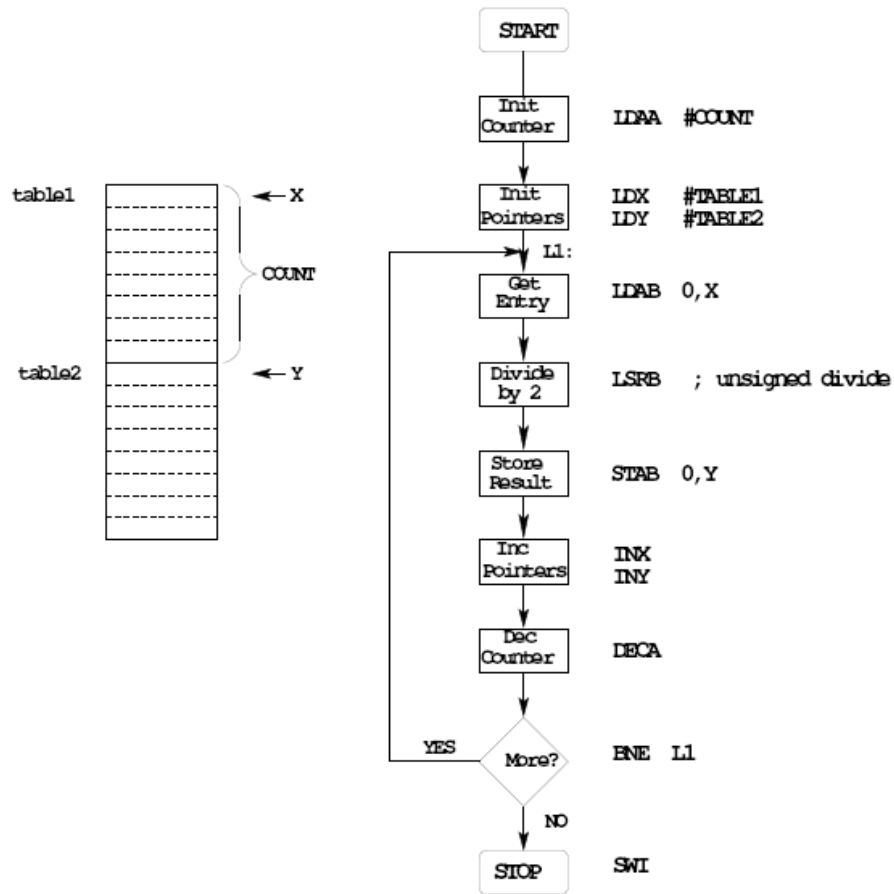 START
Init
Counter
LDAA #COUNT
table1
X
Init
Pointers
LDX #TABLE1
LDY #TABLE2
L1:
COUNT
Get
Entry
LDAB 0,X
table2
Y
Divide
by 2
LSRB ; unsigned divide
Store
Result
STAB 0,Y
Inc
Pointers
INX
INY
Dec
Counter
DECA
YES
More?
BNE L1
NO
STOP
SWI